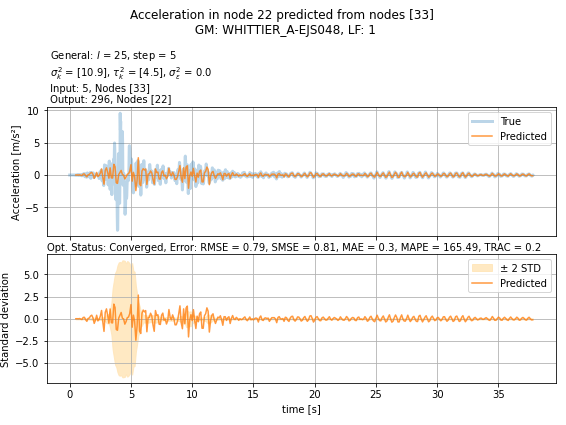 Acceleration in node 22 predicted from nodes [33]
GM: WHITTIER_A-EJS048, LF: 1
General: l = 25, step = 5
σ²ₖ = [10.9], τ²ₖ = [4.5], σ²ε = 0.0
Input: 5, Nodes [33]
Output: 296, Nodes [22]
10
5
0
−5
Acceleration [m/s²]
True
Predicted
Opt. Status: Converged, Error: RMSE = 0.79, SMSE = 0.81, MAE = 0.3, MAPE = 165.49, TRAC = 0.2
5.0
2.5
0.0
−2.5
−5.0
Standard deviation
± 2 STD
Predicted
0 5 10 15 20 25 30 35
time [s]